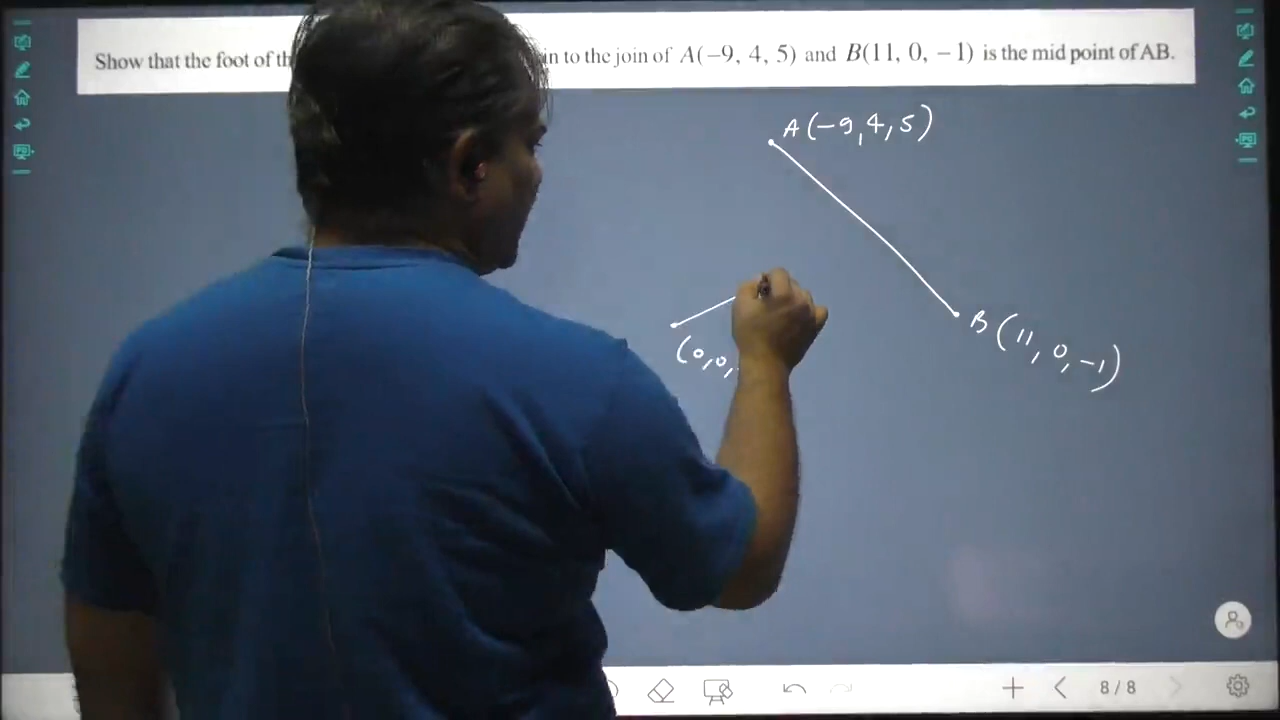 Show that the foot of th in to the join of A(−9, 4, 5) and B(11, 0, −1) is the mid point of AB.
A(−9,4,5)
B(11,0,−1)
(0,0,
8/8